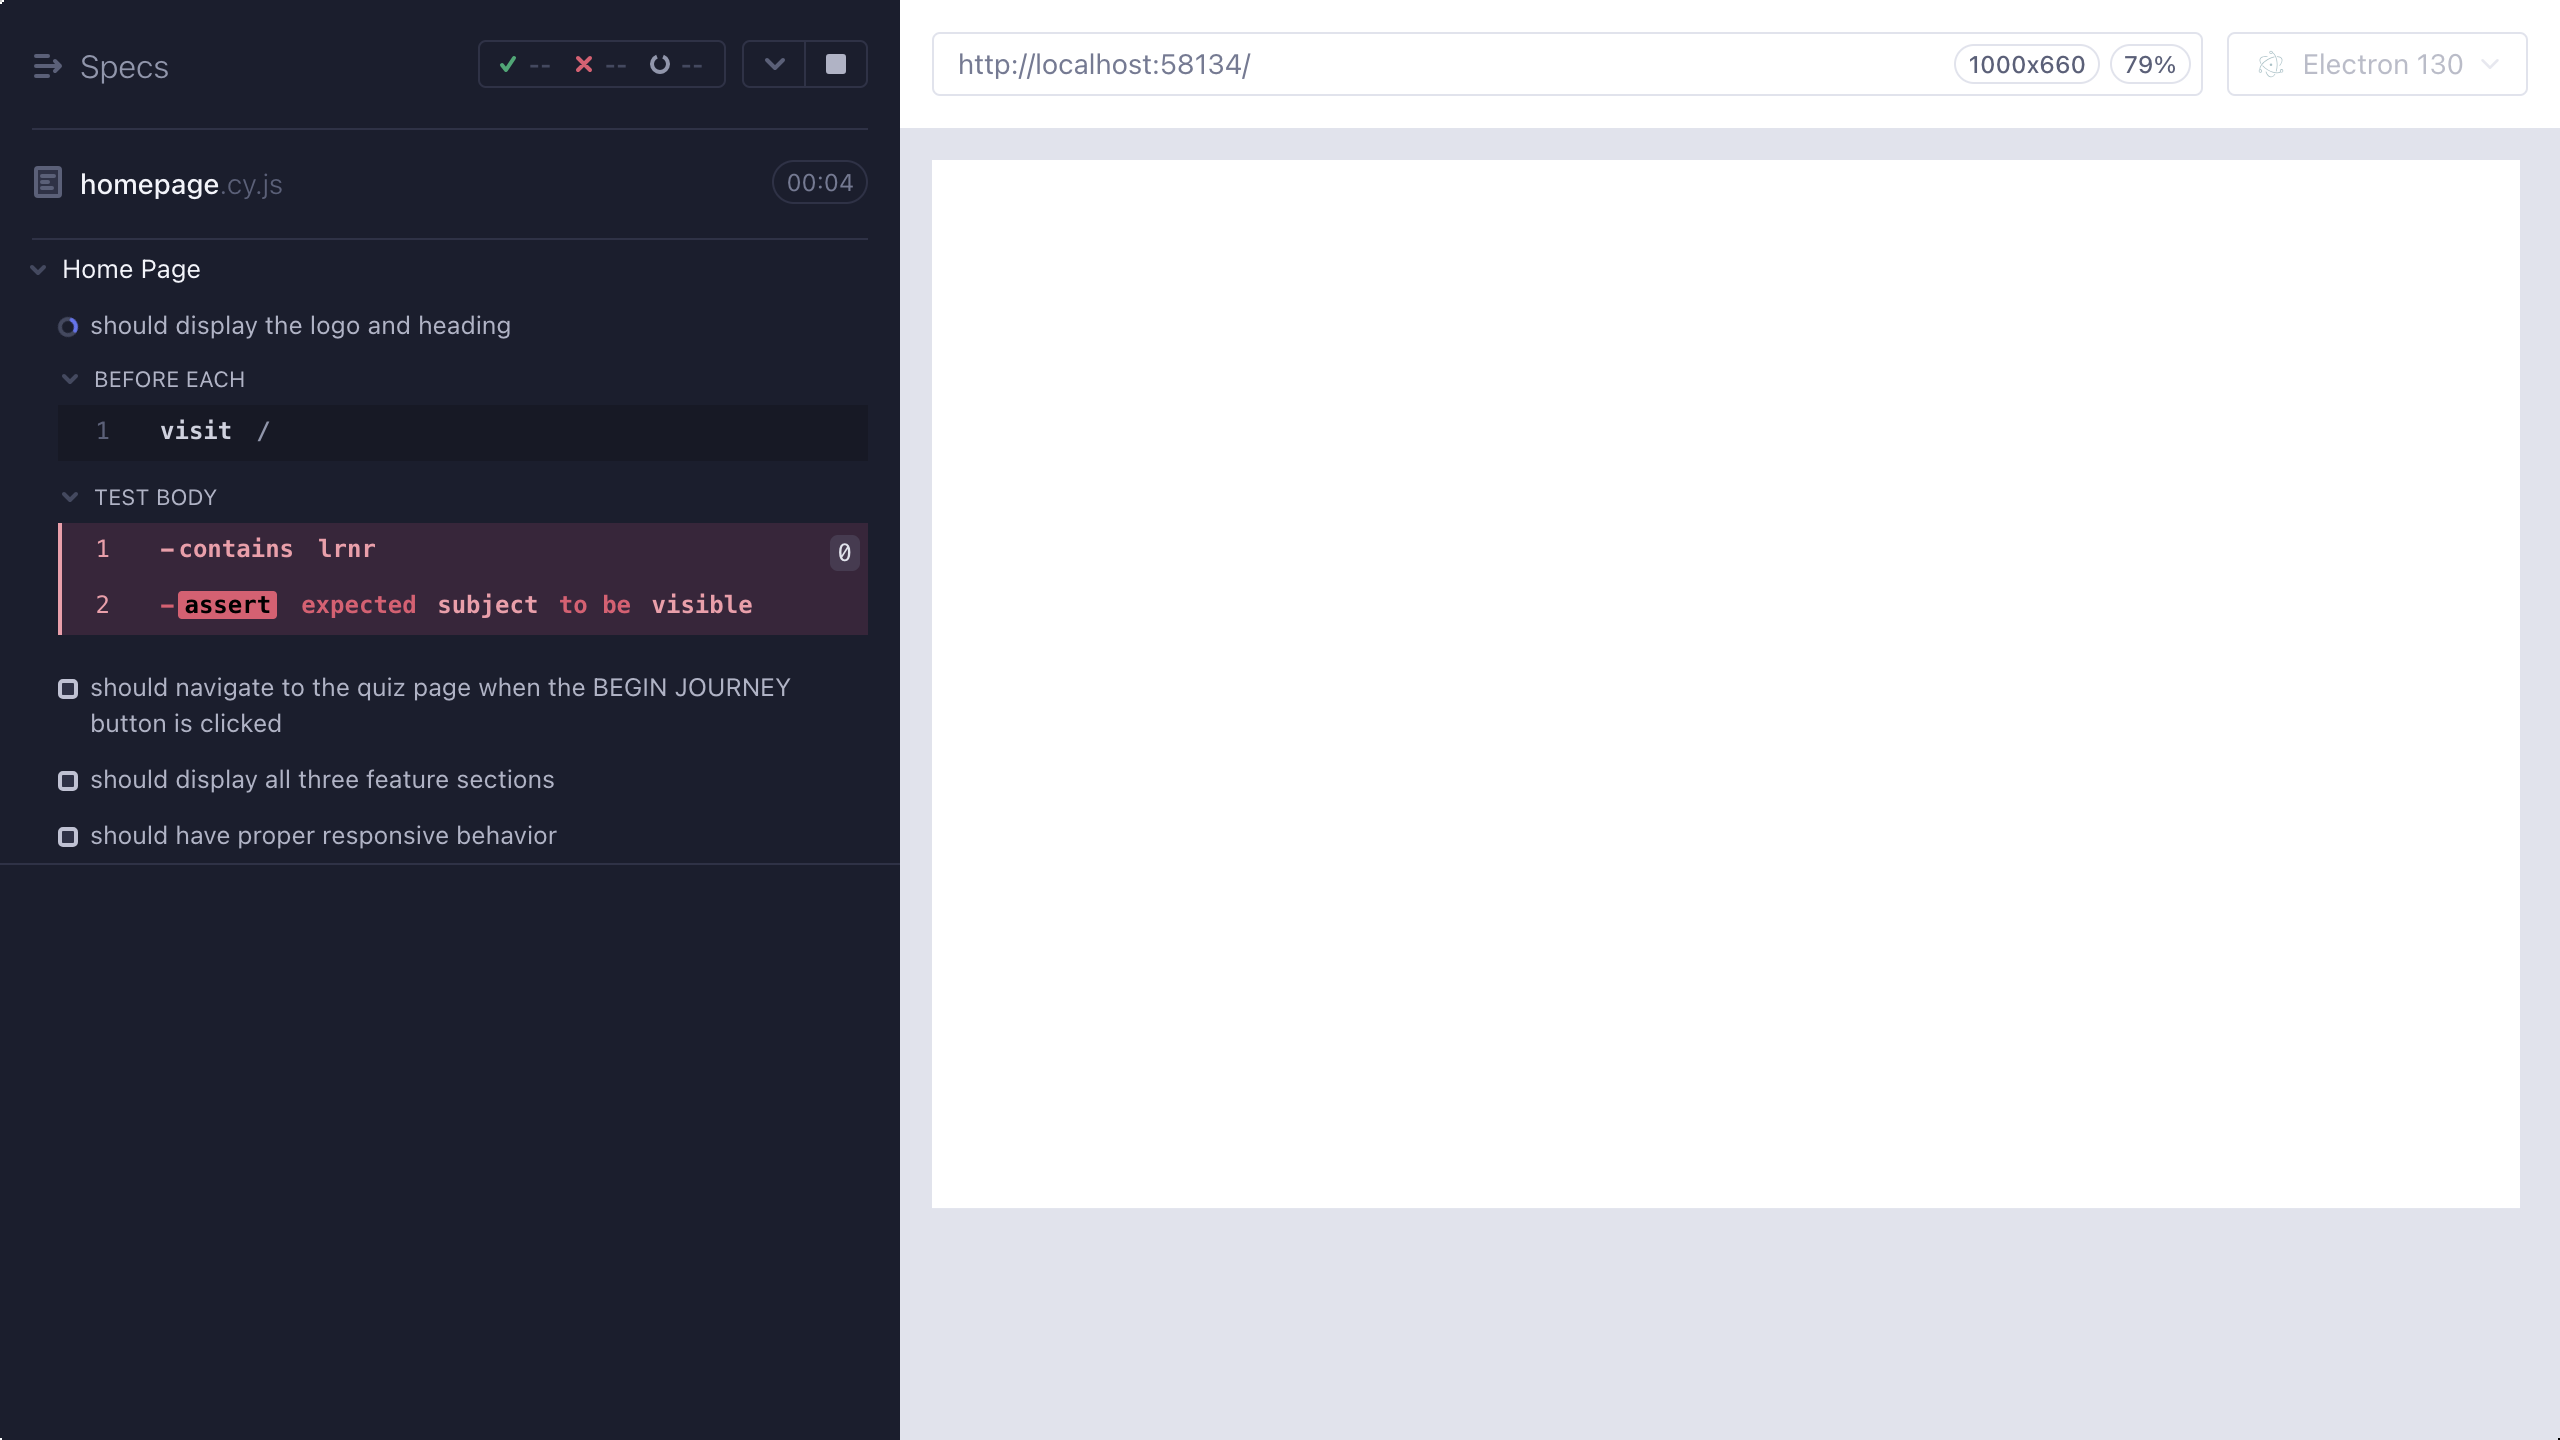 Specs
-- -- --
homepage.cy.js
00:04
Home Page
should display the logo and heading
BEFORE EACH
1 visit /
TEST BODY
1 -contains lrnr 0
2 -assert expected subject to be visible
should navigate to the quiz page when the BEGIN JOURNEY
button is clicked
should display all three feature sections
should have proper responsive behavior
http://localhost:58134/
1000x660
79%
Electron 130